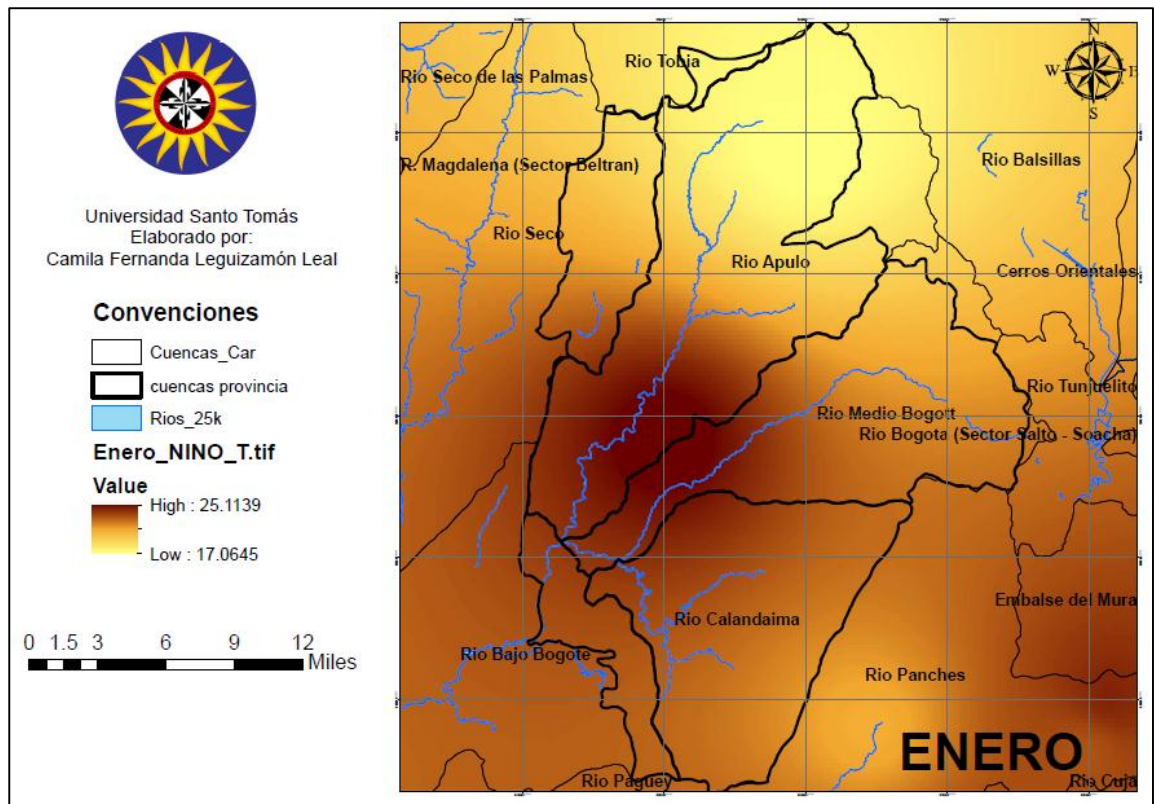 Universidad Santo Tomás
Elaborado por:
Camila Fernanda Leguizamón Leal
Convenciones
Cuencas_Car
cuencas provincia
Rios_25k
Enero_NINO_T.tif
Value
High : 25.1139
Low : 17.0645
0 1.5 3 6 9 12
Miles
N
W E
S
Rio Tobia
Rio Seco de las Palmas
R. Magdalena (Sector Beltran)
Rio Balsillas
Rio Seco
Rio Apulo
Cerros Orientales
Rio Tunjuelito
Rio Medio Bogott
Rio Bogota (Sector Salto - Soacha)
Embalse del Mura
Rio Calandaima
Rio Bajo Bogote
Rio Panches
ENERO
Rio Paguey
Rio Cuja